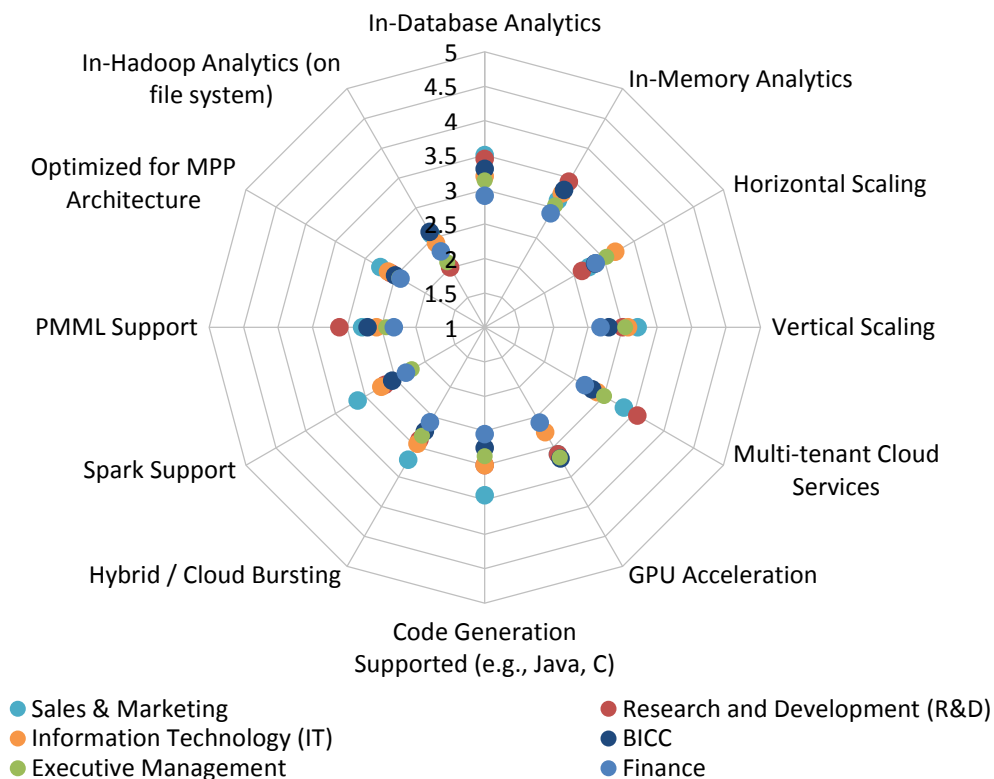 In-Database Analytics
5
In-Hadoop Analytics (on
file system)
In-Memory Analytics
4.5
4
Optimized for MPP
Architecture
3.5
Horizontal Scaling
3
2.5
2
1.5
PMML Support
1
Vertical Scaling
Spark Support
Multi-tenant Cloud
Services
Hybrid / Cloud Bursting
GPU Acceleration
Code Generation
Supported (e.g., Java, C)
Sales & Marketing
Research and Development (R&D)
Information Technology (IT)
BICC
Executive Management
Finance